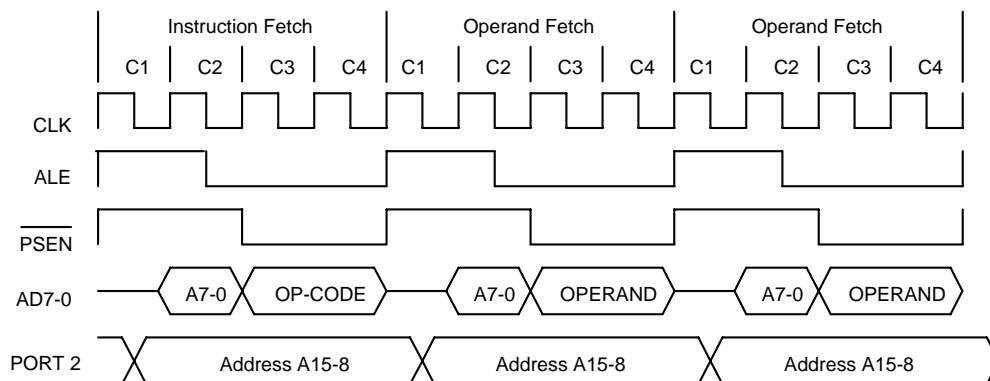 Instruction Fetch Operand Fetch Operand Fetch
C1 C2 C3 C4 C1 C2 C3 C4 C1 C2 C3 C4
CLK
ALE
PSEN
AD7-0 A7-0 OP-CODE A7-0 OPERAND A7-0 OPERAND
PORT 2 Address A15-8 Address A15-8 Address A15-8